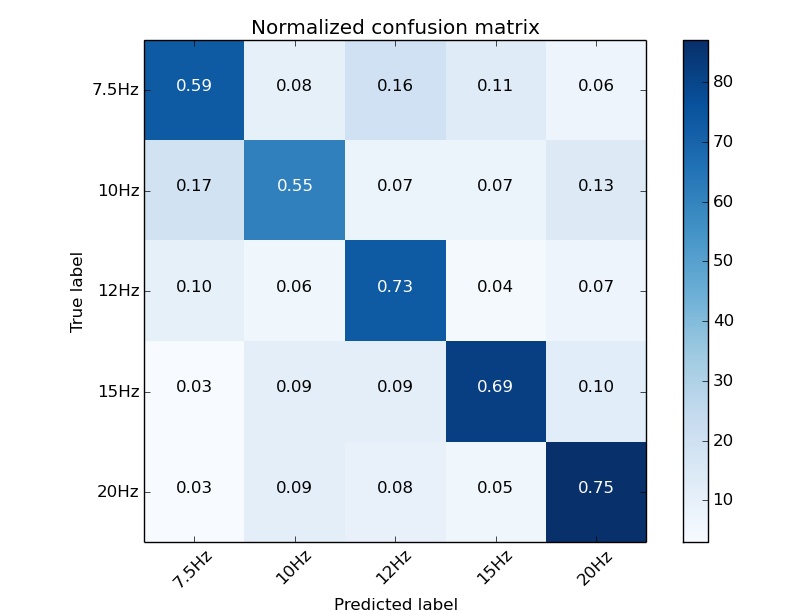 Normalized confusion matrix
7.5Hz 0.59 0.08 0.16 0.11 0.06
10Hz 0.17 0.55 0.07 0.07 0.13
12Hz 0.10 0.06 0.73 0.04 0.07
15Hz 0.03 0.09 0.09 0.69 0.10
20Hz 0.03 0.09 0.08 0.05 0.75
True label
7.5Hz 10Hz 12Hz 15Hz 20Hz
Predicted label
80
70
60
50
40
30
20
10